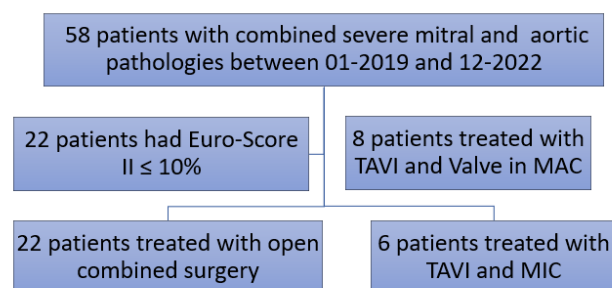 58 patients with combined severe mitral and aortic
pathologies between 01-2019 and 12-2022
22 patients had Euro-Score
II ≤ 10%
8 patients treated with
TAVI and Valve in MAC
22 patients treated with open
combined surgery
6 patients treated with
TAVI and MIC